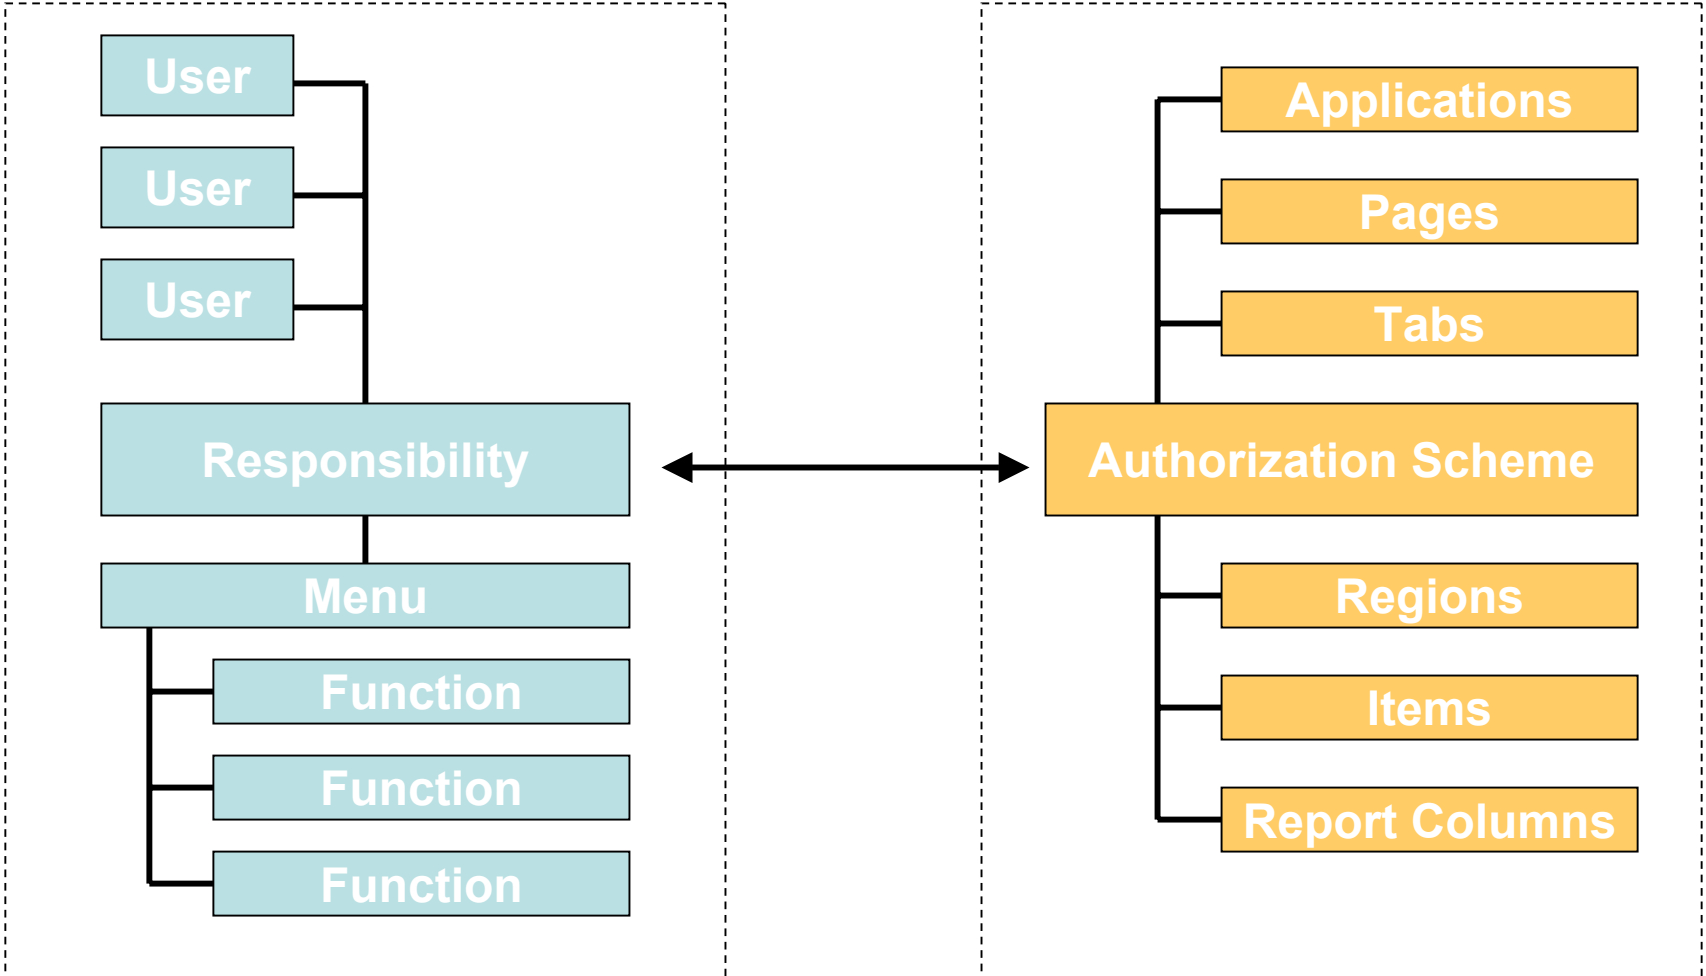 User
User
User
Responsibility
Menu
Function
Function
Function
Applications
Pages
Tabs
Authorization Scheme
Regions
Items
Report Columns